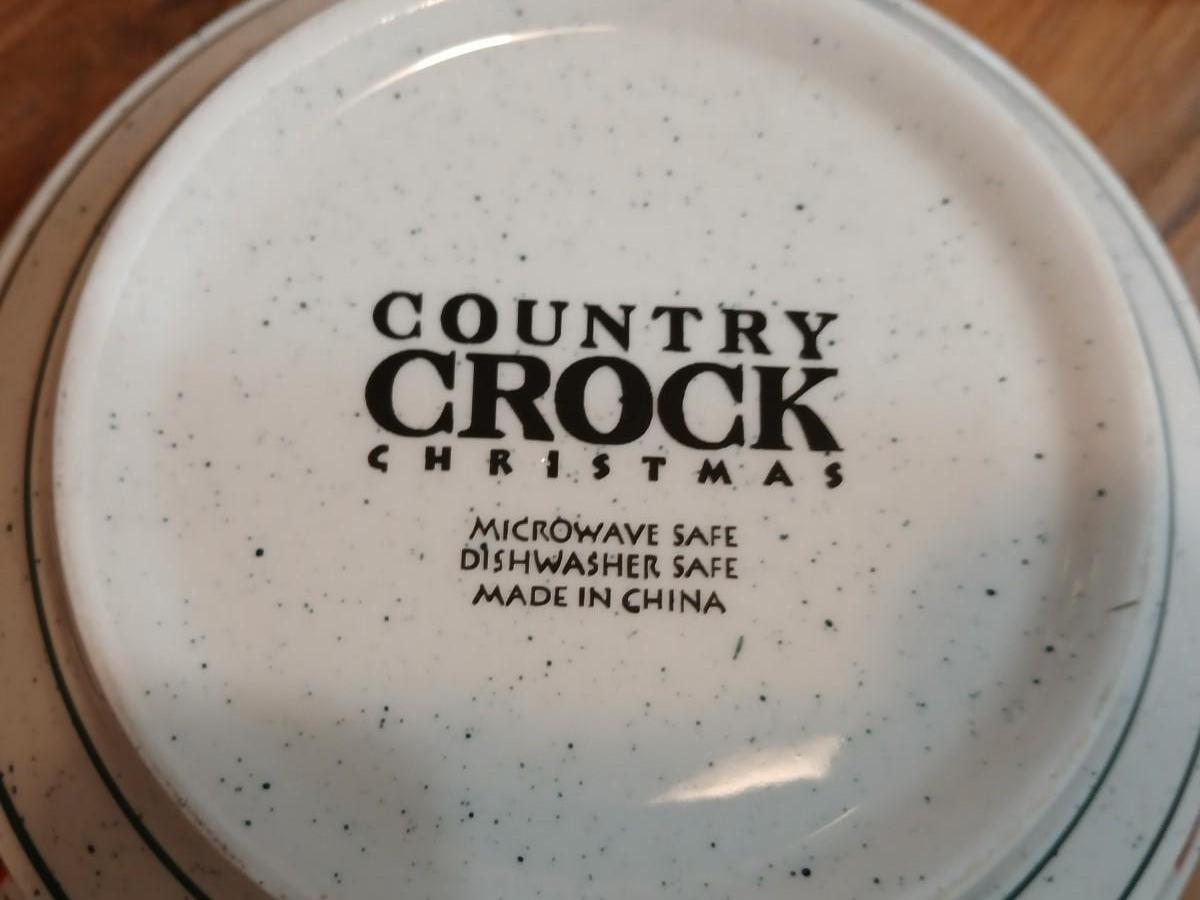 COUNTRY
CROCK
CHRISTMAS
MICROWAVE SAFE
DISHWASHER SAFE
MADE IN CHINA